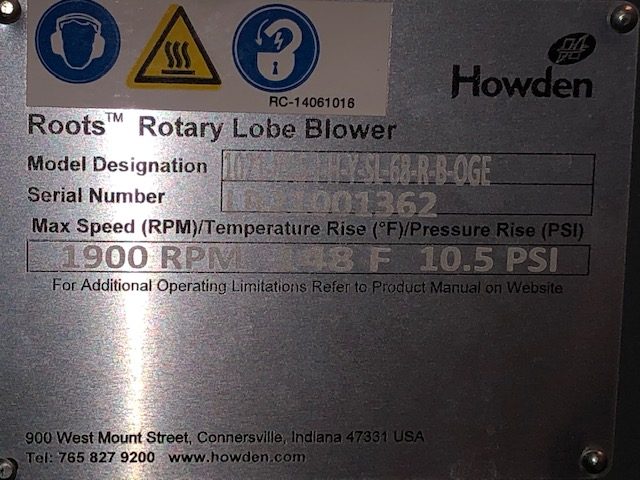 RC-14061016
Howden
Roots™ Rotary Lobe Blower
Model Designation
Serial Number
Max Speed (RPM)/Temperature Rise (°F)/Pressure Rise (PSI)
1900 RPM F 10.5 PSI
For Additional Operating Limitations Refer to Product Manual on Website
900 West Mount Street, Connersville, Indiana 47331 USA
Tel: 765 827 9200 www.howden.com